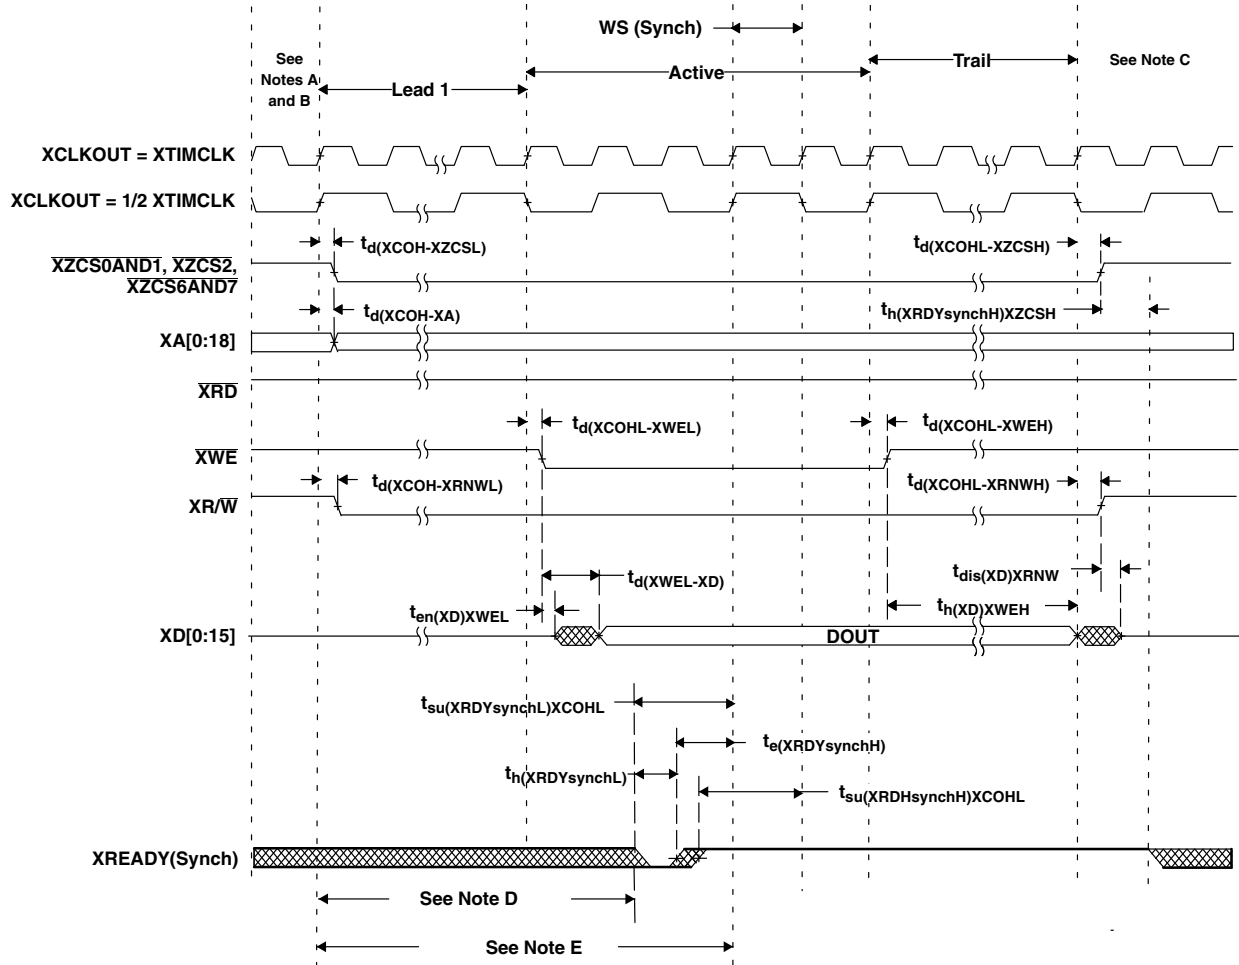 WS (Synch)
See
Notes A
and B
Lead 1
Active
Trail
See Note C
XCLKOUT = XTIMCLK
XCLKOUT = 1/2 XTIMCLK
td(XCOH-XZCSL)
td(XCOHL-XZCSH)
XZCS0AND1, XZCS2,
XZCS6AND7
td(XCOH-XA)
th(XRDYsynchH)XZCSH
XA[0:18]
XRD
td(XCOHL-XWEL)
td(XCOHL-XWEH)
XWE
td(XCOH-XRNWL)
td(XCOHL-XRNWH)
XR/W
td(XWEL-XD)
tdis(XD)XRNW
ten(XD)XWEL
th(XD)XWEH
XD[0:15]
DOUT
tsu(XRDYsynchL)XCOHL
te(XRDYsynchH)
th(XRDYsynchL)
tsu(XRDHsynchH)XCOHL
XREADY(Synch)
See Note D
See Note E